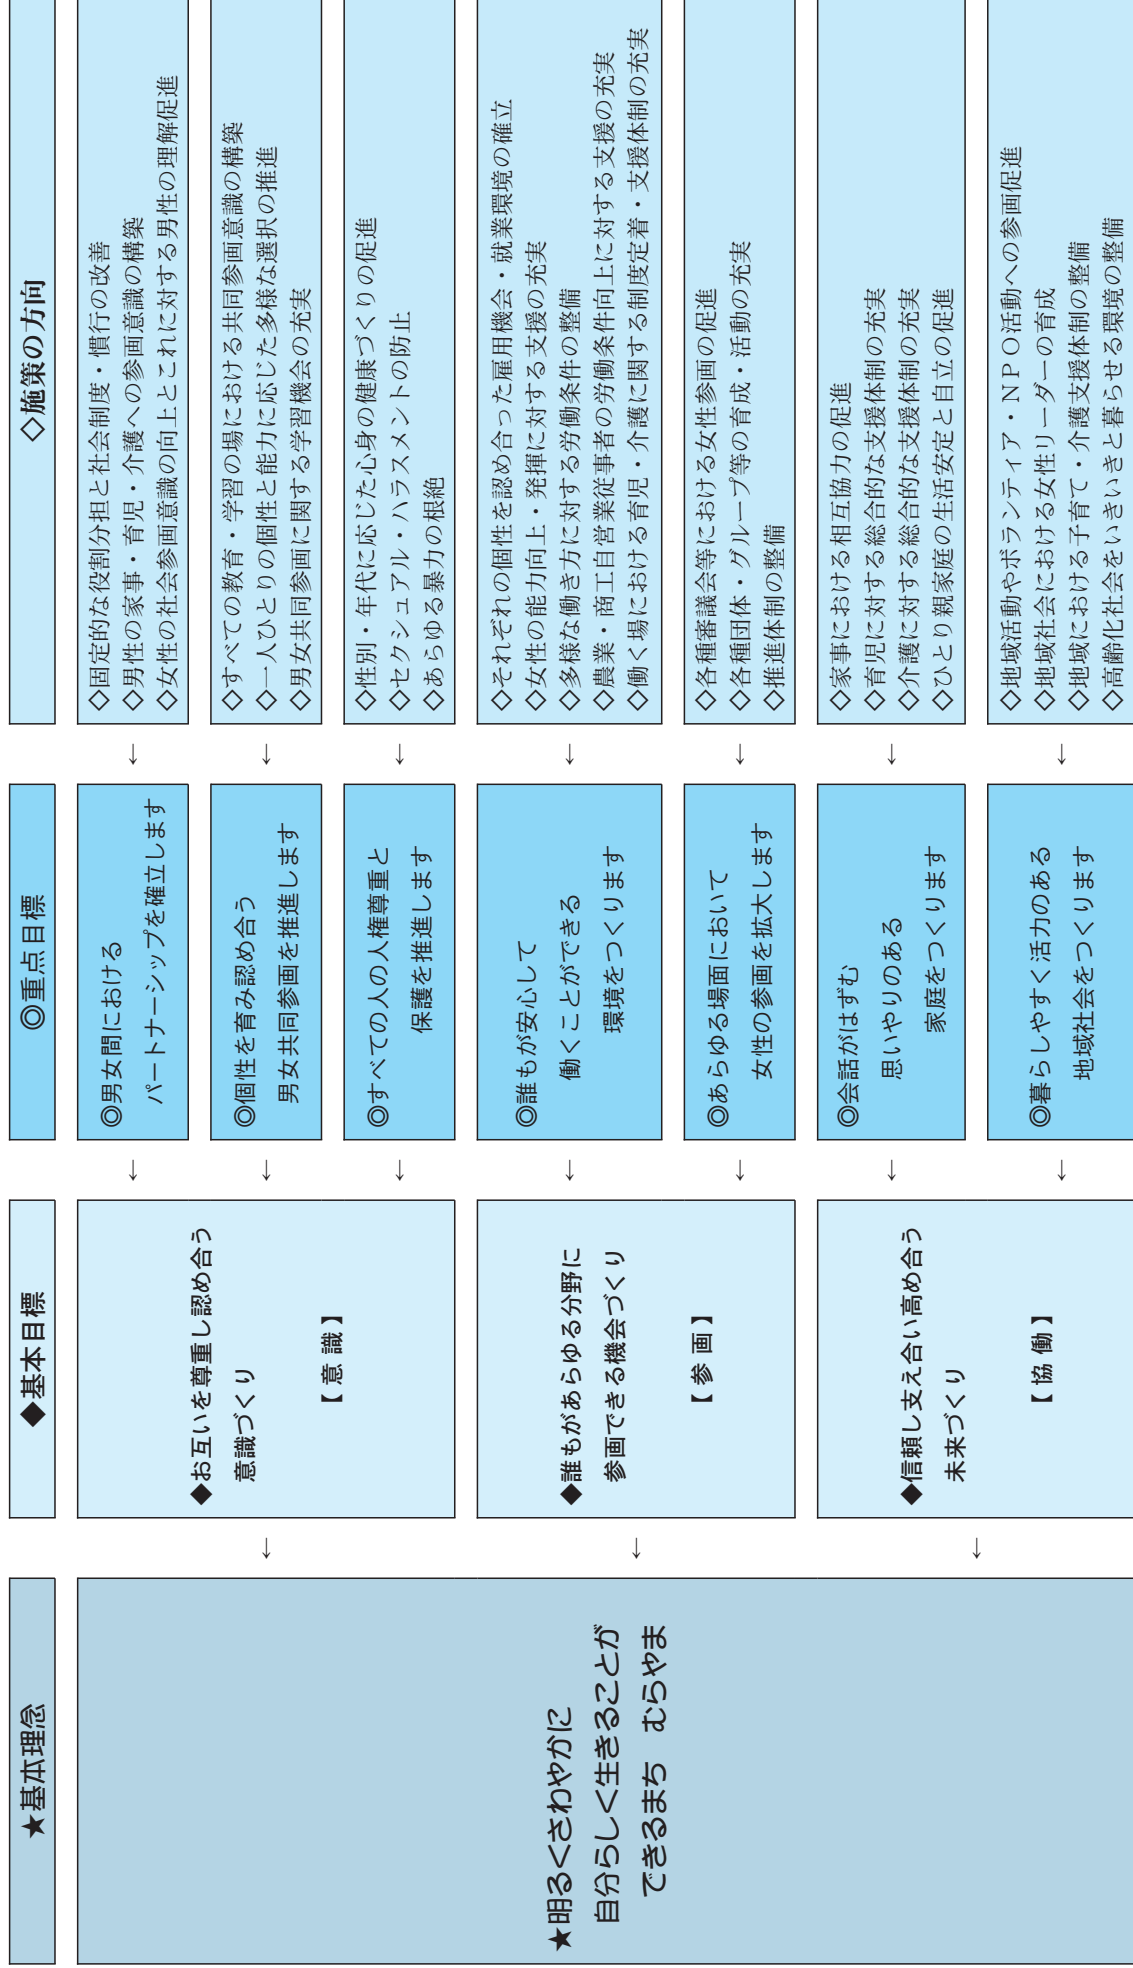 ★基本理念
◆基本目標
◎重点目標
◇施策の方向
★明るくさわやかに
自分らしく生きることが
できるまち　むらやま
↓
◆お互いを尊重し認め合う
意識づくり
【 意 識 】
↓
◎男女間における
パートナーシップを確立します
↓
◇固定的な役割分担と社会制度・慣行の改善
◇男性の家事・育児・介護への参画意識の構築
◇女性の社会参画意識の向上とこれに対する男性の理解促進
↓
◎個性を育み認め合う
男女共同参画を推進します
↓
◇すべての教育・学習の場における共同参画意識の構築
◇一人ひとりの個性と能力に応じた多様な選択の推進
◇男女共同参画に関する学習機会の充実
↓
◎すべての人の人権尊重と
保護を推進します
↓
◇性別・年代に応じた心身の健康づくりの促進
◇セクシュアル・ハラスメントの防止
◇あらゆる暴力の根絶
↓
◆誰もがあらゆる分野に
参画できる機会づくり
【 参 画 】
↓
◎誰もが安心して
働くことができる
環境をつくります
↓
◇それぞれの個性を認め合った雇用機会・就業環境の確立
◇女性の能力向上・発揮に対する支援の充実
◇多様な働き方に対する労働条件の整備
◇農業・商工自営業従事者の労働条件向上に対する支援の充実
◇働く場における育児・介護に関する制度定着・支援体制の充実
↓
◎あらゆる場面において
女性の参画を拡大します
↓
◇各種審議会等における女性参画の促進
◇各種団体・グループ等の育成・活動の充実
◇推進体制の整備
↓
◆信頼し支え合い高め合う
未来づくり
【 協 働 】
↓
◎会話がはずむ
思いやりのある
家庭をつくります
↓
◇家事における相互協力の促進
◇育児に対する総合的な支援体制の充実
◇介護に対する総合的な支援体制の充実
◇ひとり親家庭の生活安定と自立の促進
↓
◎暮らしやすく活力のある
地域社会をつくります
↓
◇地域活動やボランティア・ＮＰＯ活動への参画促進
◇地域社会における女性リーダーの育成
◇地域における子育て・介護支援体制の整備
◇高齢化社会をいきいきと暮らせる環境の整備